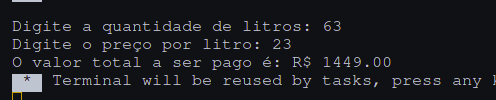 Digite a quantidade de litros: 63
Digite o preço por litro: 23
O valor total a ser pago é: R$ 1449.00
* Terminal will be reused by tasks, press any